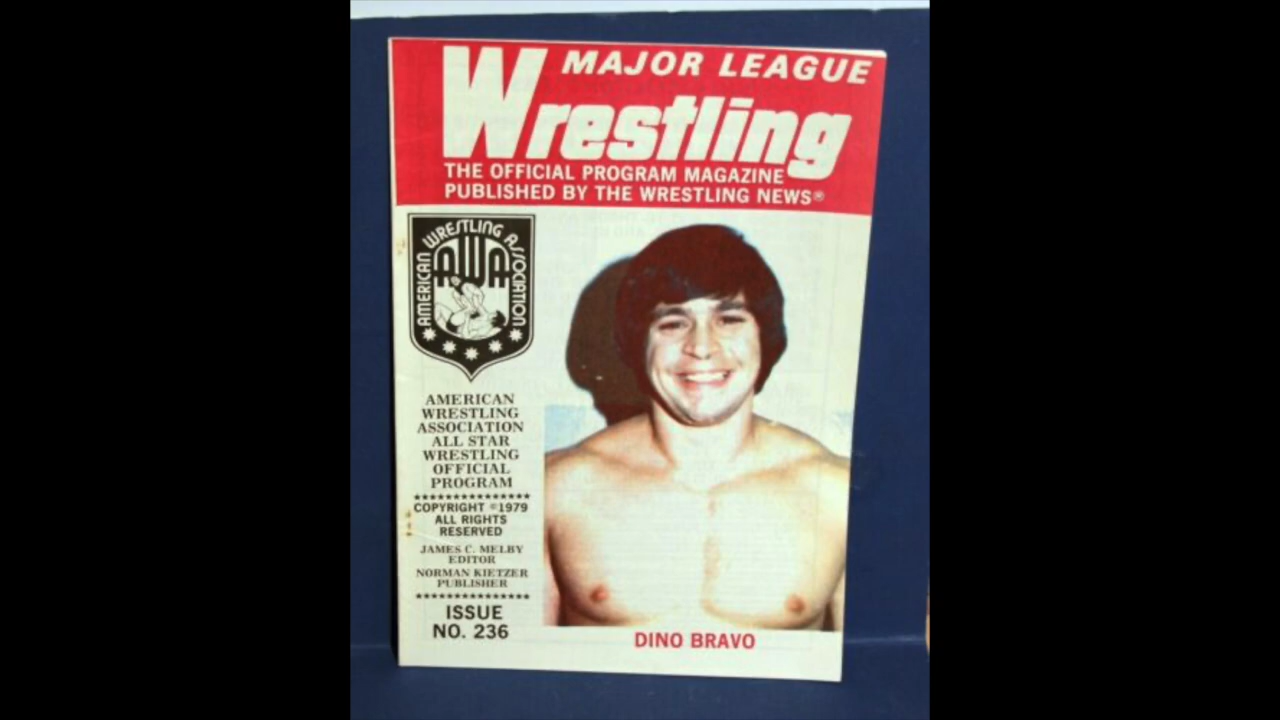 MAJOR LEAGUE
Wrestling
THE OFFICIAL PROGRAM MAGAZINE
PUBLISHED BY THE WRESTLING NEWS®
AMERICAN WRESTLING ASSOCIATION
AWA
AMERICAN
WRESTLING
ASSOCIATION
ALL STAR
WRESTLING
OFFICIAL
PROGRAM
COPYRIGHT ©1979
ALL RIGHTS
RESERVED
JAMES C. MELBY
EDITOR
NORMAN KIETZER
PUBLISHER
ISSUE
NO. 236
DINO BRAVO